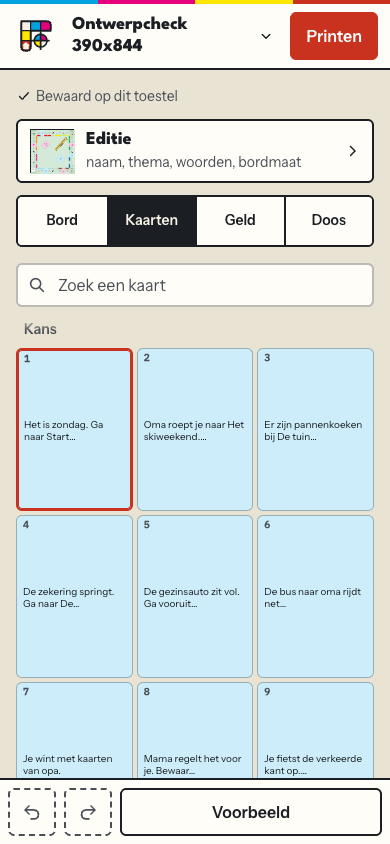 Ontwerpcheck
390x844
Printen
Bewaard op dit toestel
Editie
naam, thema, woorden, bordmaat
Bord
Kaarten
Geld
Doos
Zoek een kaart
Kans
1
Het is zondag. Ga
naar Start...
2
Oma roept je naar Het
skiweekend....
3
Er zijn pannenkoeken
bij De tuin...
4
De zekering springt.
Ga naar De...
5
De gezinsauto zit vol.
Ga vooruit...
6
De bus naar oma rijdt
net...
7
Je wint met kaarten
van opa.
8
Mama regelt het voor
je. Bewaar...
9
Je fietst de verkeerde
kant op....
Voorbeeld